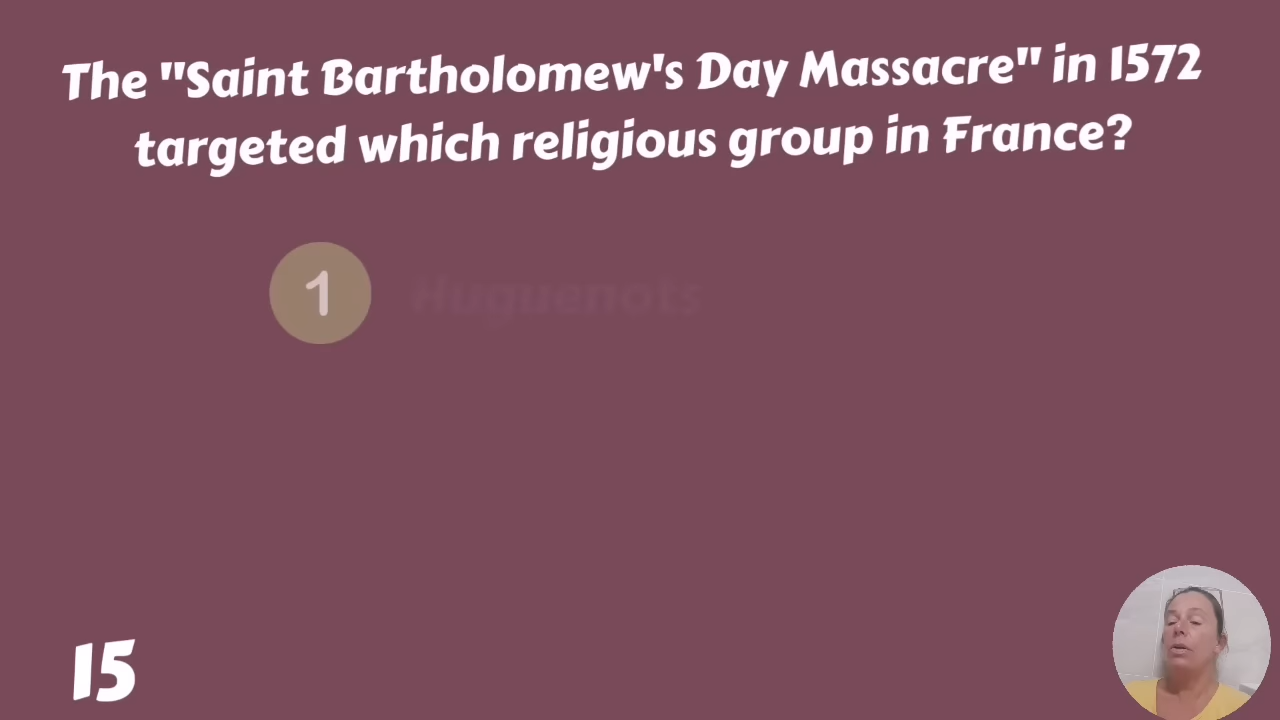 The "Saint Bartholomew's Day Massacre" in 1572
targeted which religious group in France?
1 Huguenots
15